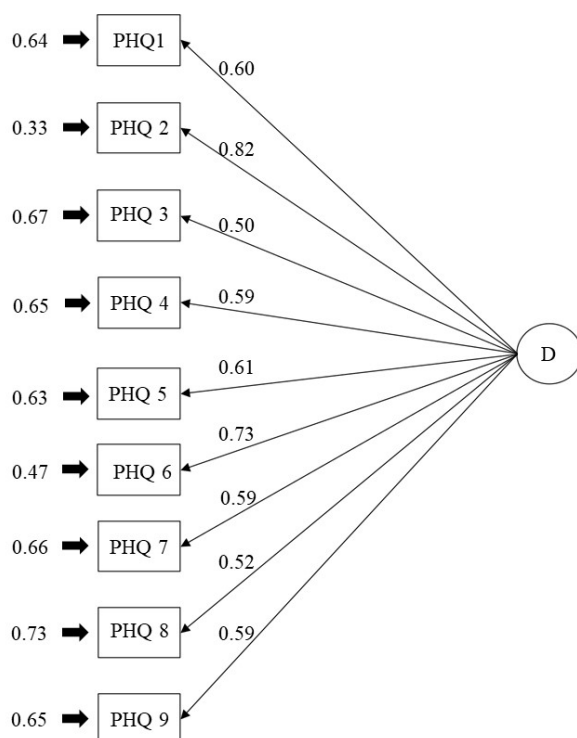 0.64 PHQ1 0.60
0.33 PHQ 2 0.82
0.67 PHQ 3 0.50
0.65 PHQ 4 0.59
D
0.63 PHQ 5 0.61
0.47 PHQ 6 0.73
0.66 PHQ 7 0.59
0.73 PHQ 8 0.52
0.65 PHQ 9 0.59